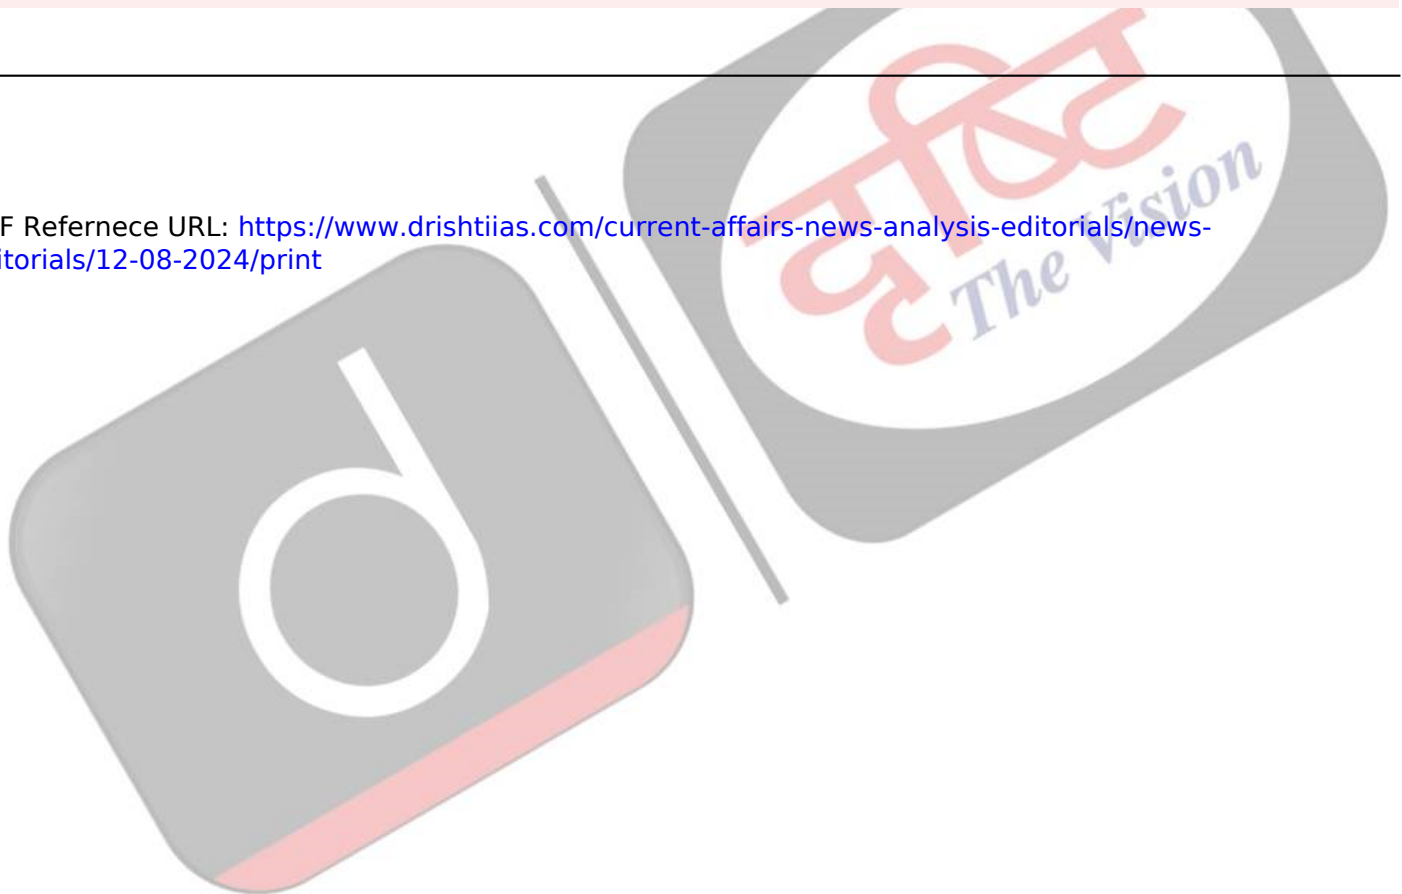 F Refernece URL: https://www.drishtiias.com/current-affairs-news-analysis-editorials/news-
itorials/12-08-2024/print
दृष्टि
The Vision
d